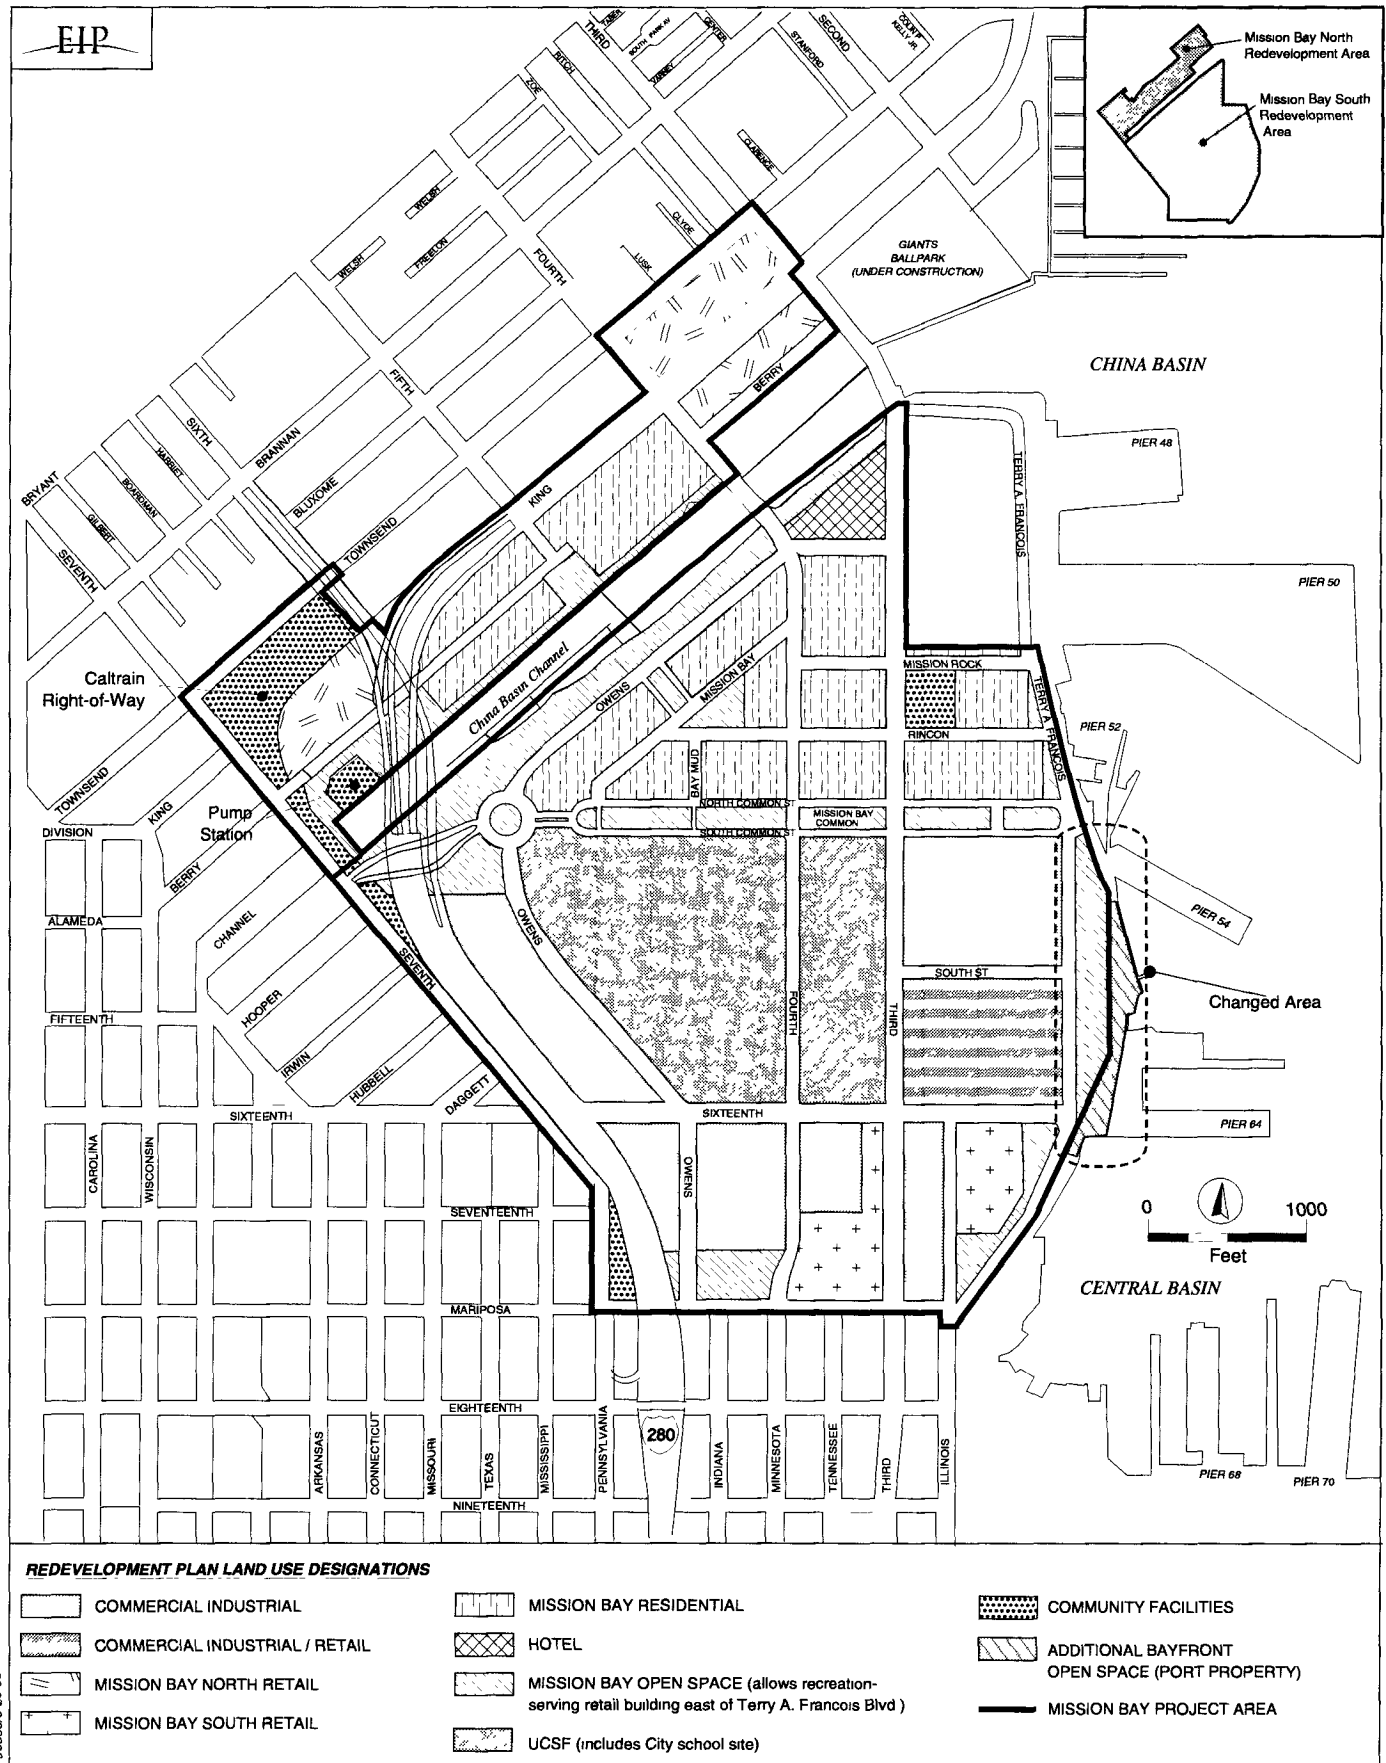 EIP
Mission Bay North
Redevelopment Area
Mission Bay South
Redevelopment
Area
TABER
SOUTH PARK AV
CENTER
THIRD
VARNEY
SECOND
STANFORD
COLIN P
KELLY JR.
RITCH
ZOE
CLARENCE
WELSH
FREELON
WELSH
CLYDE
LUSK
FOURTH
GIANTS
BALLPARK
(UNDER CONSTRUCTION)
CHINA BASIN
FIFTH
BERRY
SIXTH
BRANNAN
HARRIET
BOARDMAN
BRYANT
GILBERT
BLUXOME
KING
TOWNSEND
SEVENTH
PIER 48
TERRY A. FRANCOIS
PIER 50
Caltrain
Right-of-Way
China Basin Channel
OWENS
MISSION BAY
MISSION ROCK
TERRY A. FRANCOIS
RINCON
PIER 52
BAY MUD
TOWNSEND
KING
DIVISION
Pump
Station
NORTH COMMON ST
MISSION BAY
COMMON
SOUTH COMMON ST
BERRY
ALAMEDA
CHANNEL
OWENS
SEVENTH
PIER 54
SOUTH ST
Changed Area
FOURTH
THIRD
FIFTEENTH
HOOPER
IRWIN
HUBBELL
DAGGETT
SIXTEENTH
SIXTEENTH
PIER 64
CAROLINA
WISCONSIN
OWENS
SEVENTEENTH
0 1000
Feet
CENTRAL BASIN
MARIPOSA
EIGHTEENTH
280
ARKANSAS
CONNECTICUT
MISSOURI
TEXAS
MISSISSIPPI
PENNSYLVANIA
INDIANA
MINNESOTA
TENNESSEE
THIRD
ILLINOIS
PIER 68
PIER 70
NINETEENTH
REDEVELOPMENT PLAN LAND USE DESIGNATIONS
COMMERCIAL INDUSTRIAL
COMMERCIAL INDUSTRIAL / RETAIL
MISSION BAY NORTH RETAIL
MISSION BAY SOUTH RETAIL
MISSION BAY RESIDENTIAL
HOTEL
MISSION BAY OPEN SPACE (allows recreation-
serving retail building east of Terry A. Francois Blvd )
UCSF (includes City school site)
COMMUNITY FACILITIES
ADDITIONAL BAYFRONT
OPEN SPACE (PORT PROPERTY)
MISSION BAY PROJECT AREA